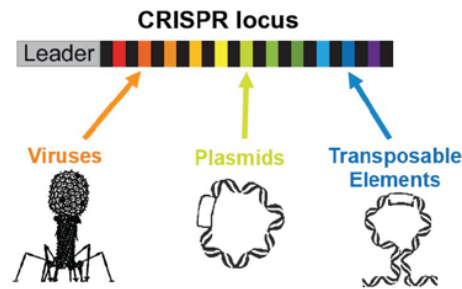 CRISPR locus
Leader
Viruses
Plasmids
Transposable
Elements